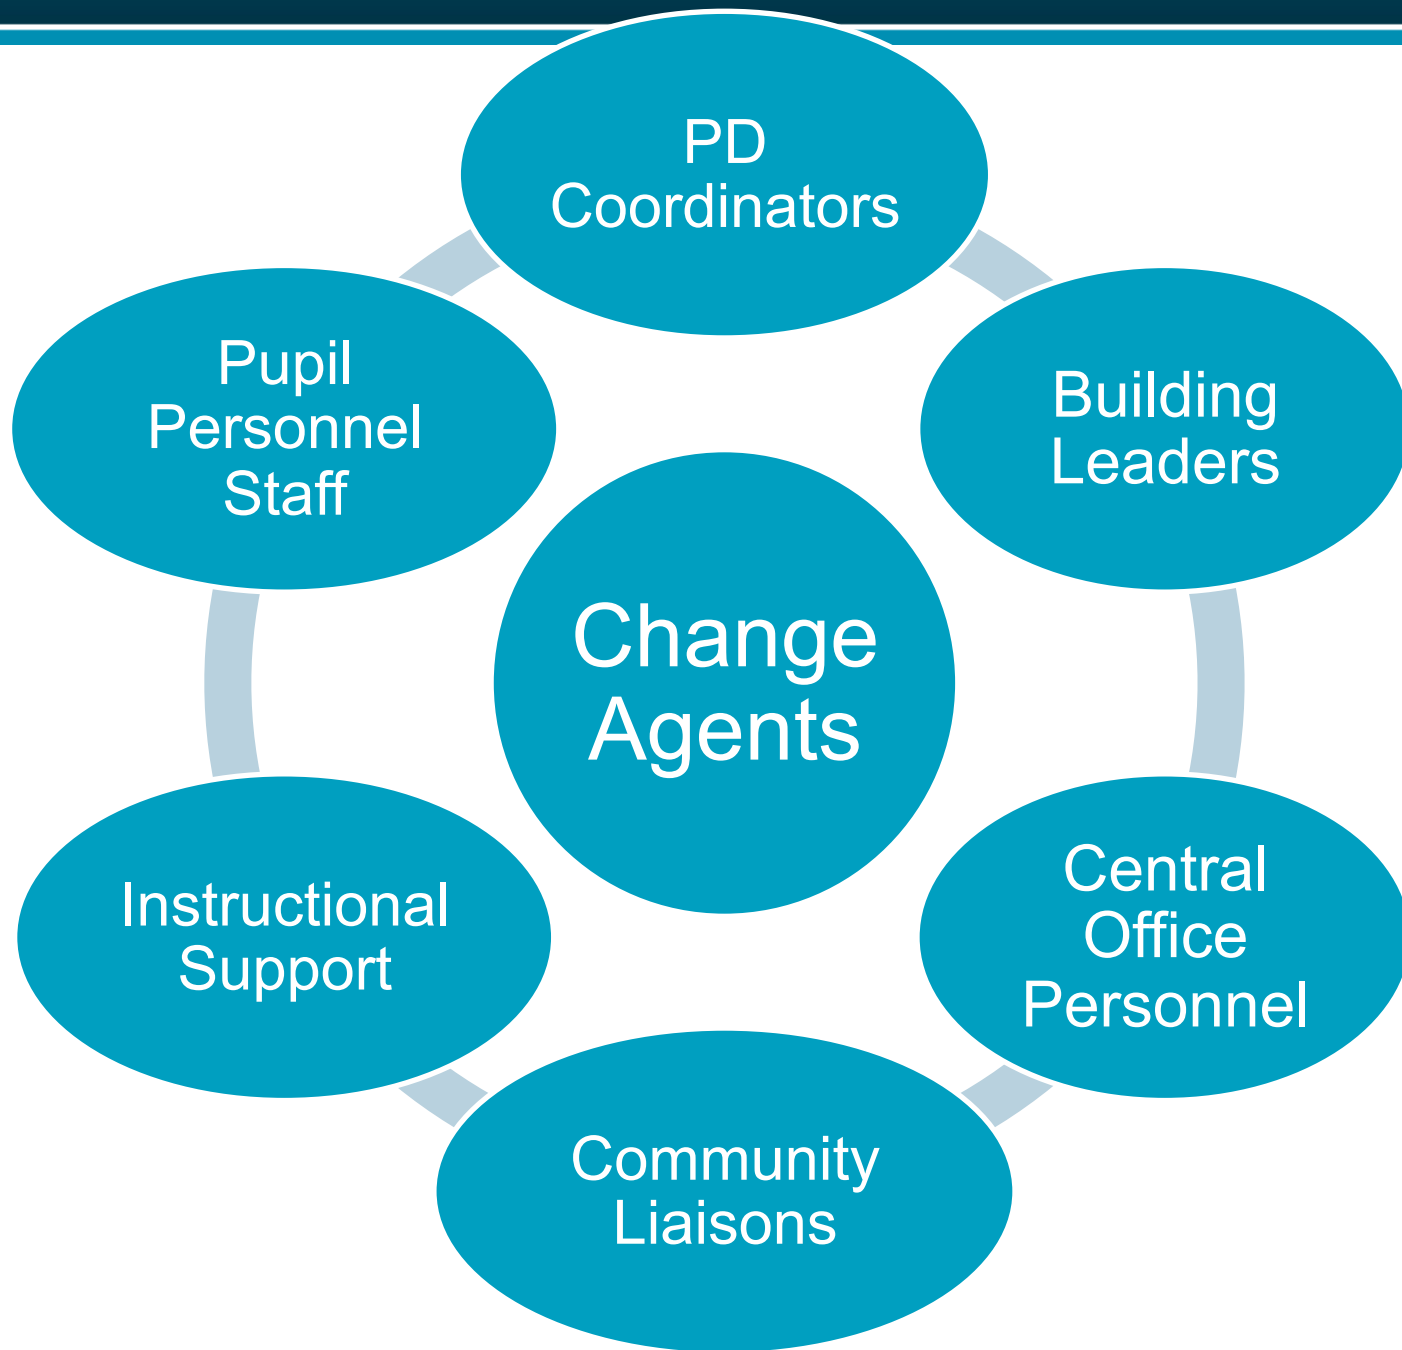 PD
Coordinators
Building
Leaders
Central
Office
Personnel
Community
Liaisons
Instructional
Support
Pupil
Personnel
Staff
Change
Agents